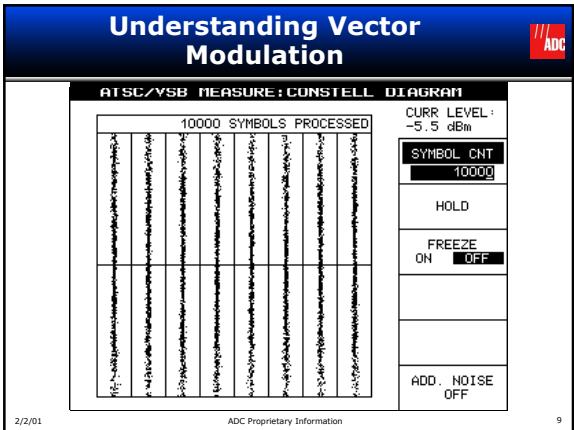 Understanding Vector
Modulation
ADC
ATSC/VSB MEASURE:CONSTELL DIAGRAM
10000 SYMBOLS PROCESSED
CURR LEVEL:
-5.5 dBm
SYMBOL CNT
10000
HOLD
FREEZE
ON OFF
ADD. NOISE
OFF
2/2/01
ADC Proprietary Information
9